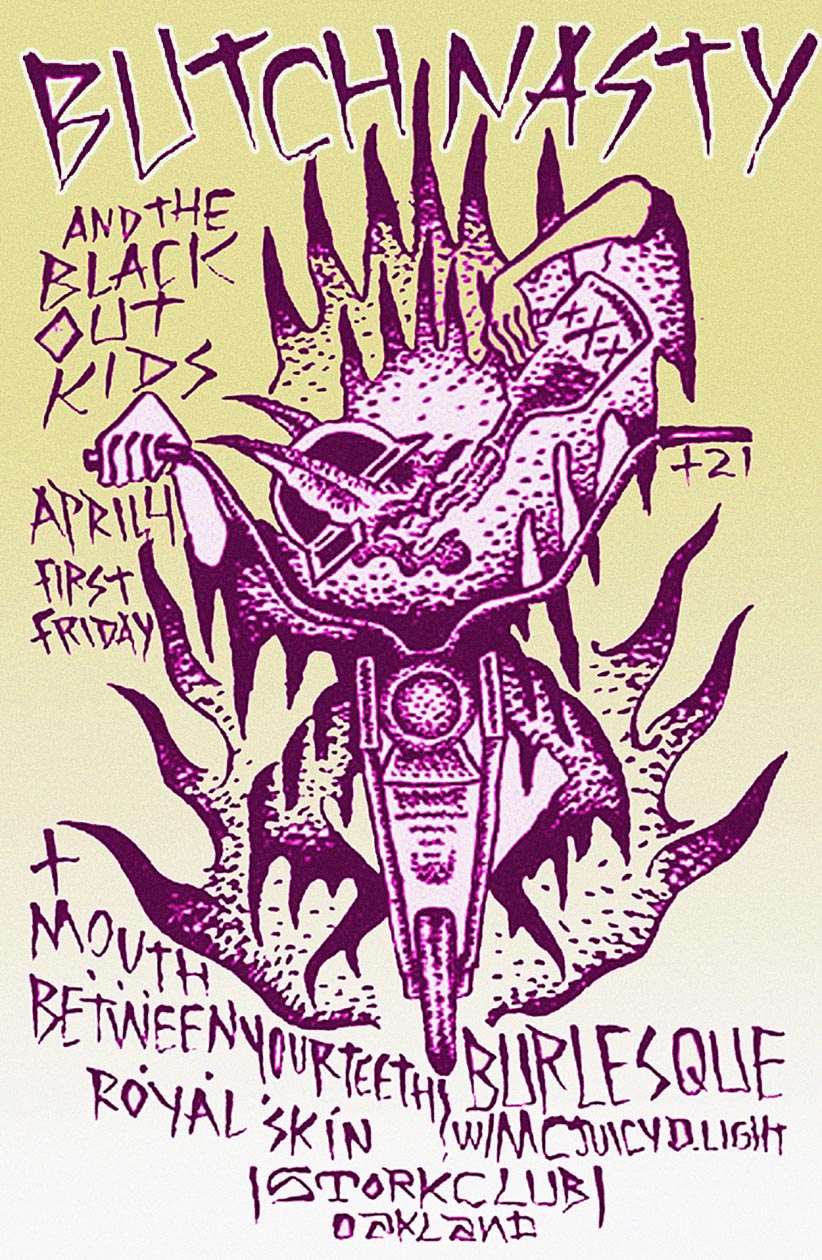 BUTCH NASTY
AND THE
BLACK
OUT
KIDS
XXX
+21
APRIL 4
FIRST
FRIDAY
+
MOUTH
BETWEEN YOUR TEETH
ROYAL SKIN
BURLESQUE
W/MC JUICY D. LIGHT
|STORK CLUB|
OAKLAND